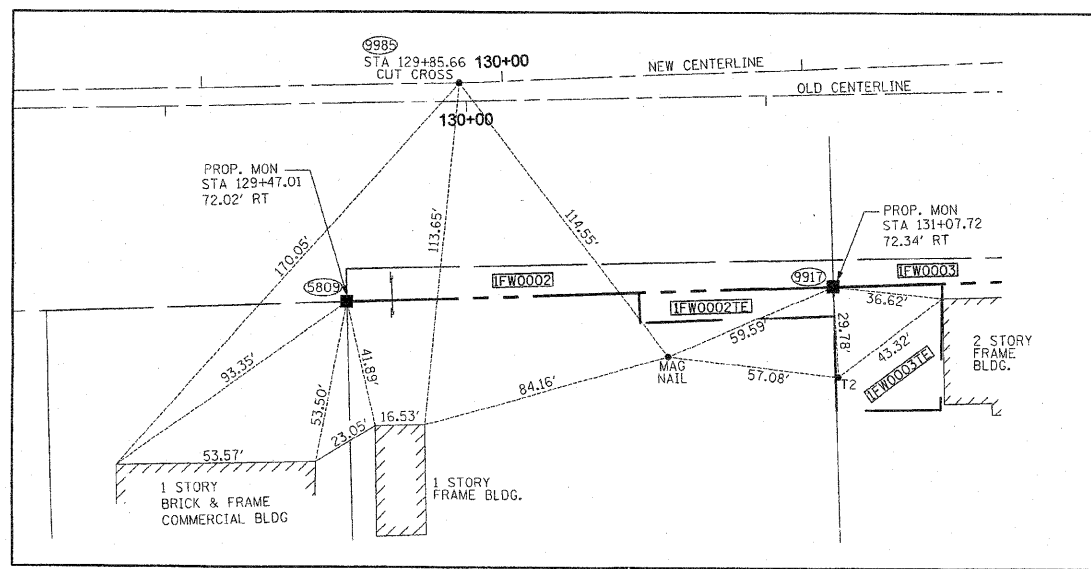 9985
STA 129+85.66 130+00
CUT CROSS
NEW CENTERLINE
OLD CENTERLINE
130+00
PROP. MON
STA 129+47.01
72.02' RT
PROP. MON
STA 131+07.72
72.34' RT
170.05'
113.65'
114.55'
5809
1FW0002
9917
1FW0003
1FW0002TE
36.62'
59.59'
29.78'
43.32'
2 STORY
FRAME
BLDG.
93.35'
53.50'
41.89'
84.16'
MAG
NAIL
57.08'
T2
1FW0003TE
16.53'
23.05'
53.57'
1 STORY
BRICK & FRAME
COMMERCIAL BLDG
1 STORY
FRAME BLDG.